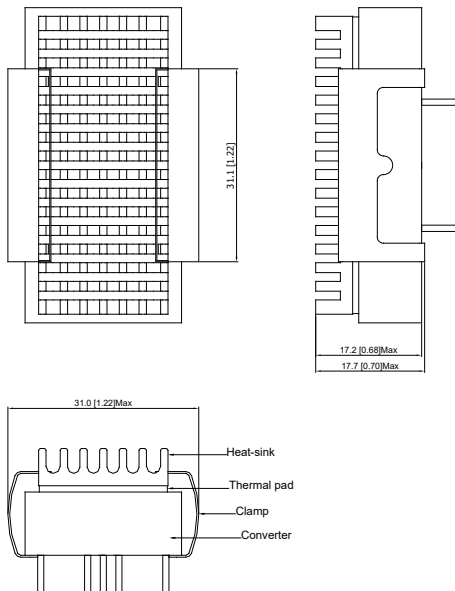 31.1 [1.22]
17.2 [0.68]Max
17.7 [0.70]Max
31.0 [1.22]Max
Heat-sink
Thermal pad
Clamp
Converter